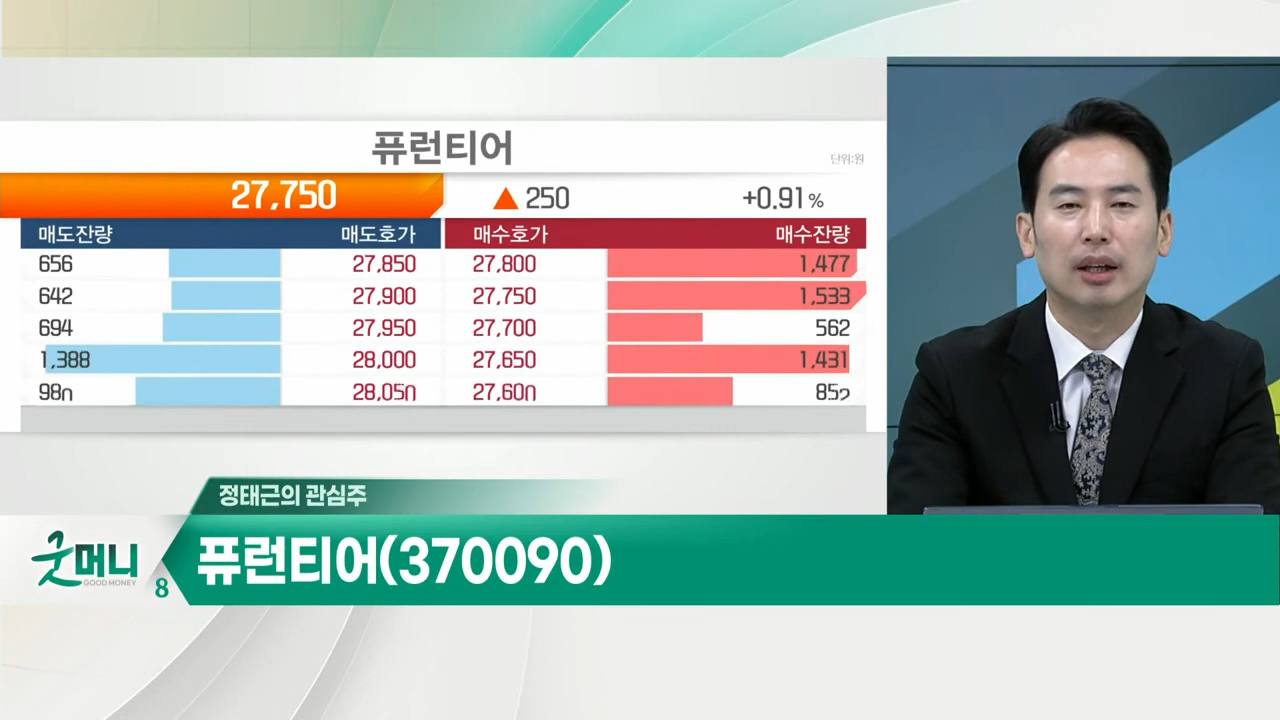 퓨런티어
단위:원
27,750 ▲ 250 +0.91 %
매도잔량 매도호가 매수호가 매수잔량
656 27,850 27,800 1,477
642 27,900 27,750 1,533
694 27,950 27,700 562
1,388 28,000 27,650 1,431
980 28,050 27,600 852
정태근의 관심주
굿머니
GOOD MONEY
8
퓨런티어(370090)